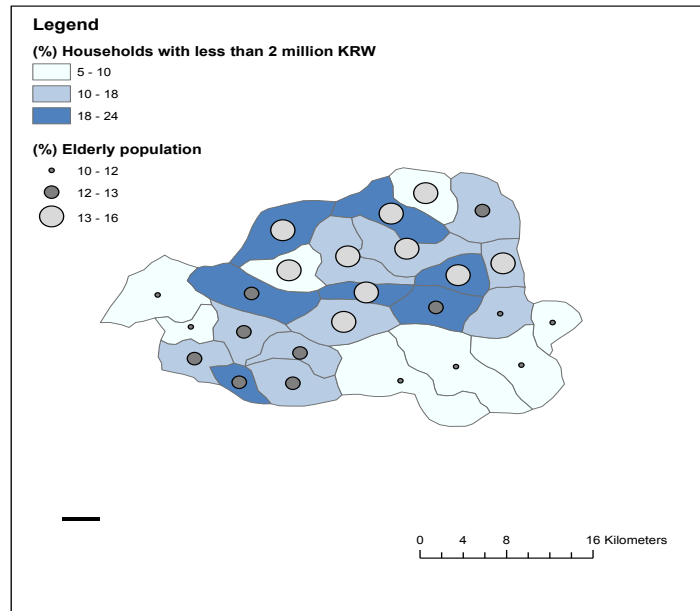 Legend
(%) Households with less than 2 million KRW
5 - 10
10 - 18
18 - 24
(%) Elderly population
10 - 12
12 - 13
13 - 16
0 4 8 16 Kilometers